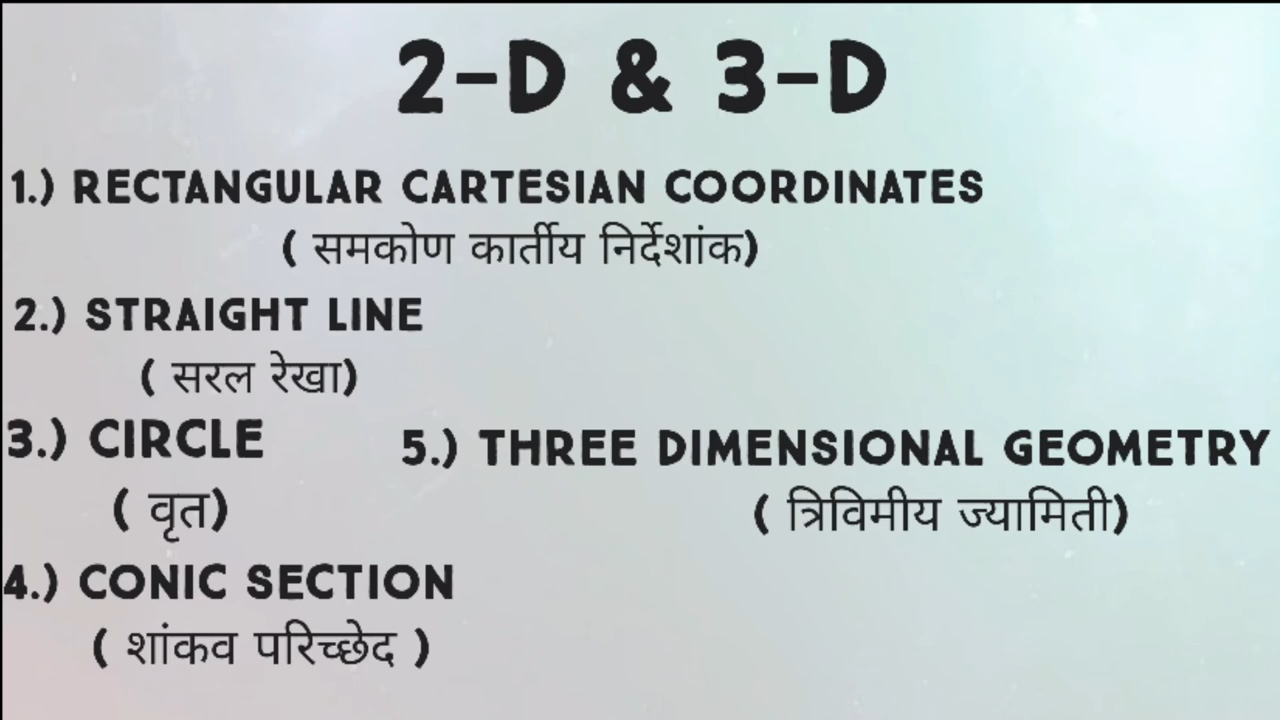 2-D & 3-D
1.) RECTANGULAR CARTESIAN COORDINATES
( समकोण कार्तीय निर्देशांक)
2.) STRAIGHT LINE
( सरल रेखा)
3.) CIRCLE
( वृत)
4.) CONIC SECTION
( शांकव परिच्छेद )
5.) THREE DIMENSIONAL GEOMETRY
( त्रिविमीय ज्यामिती)